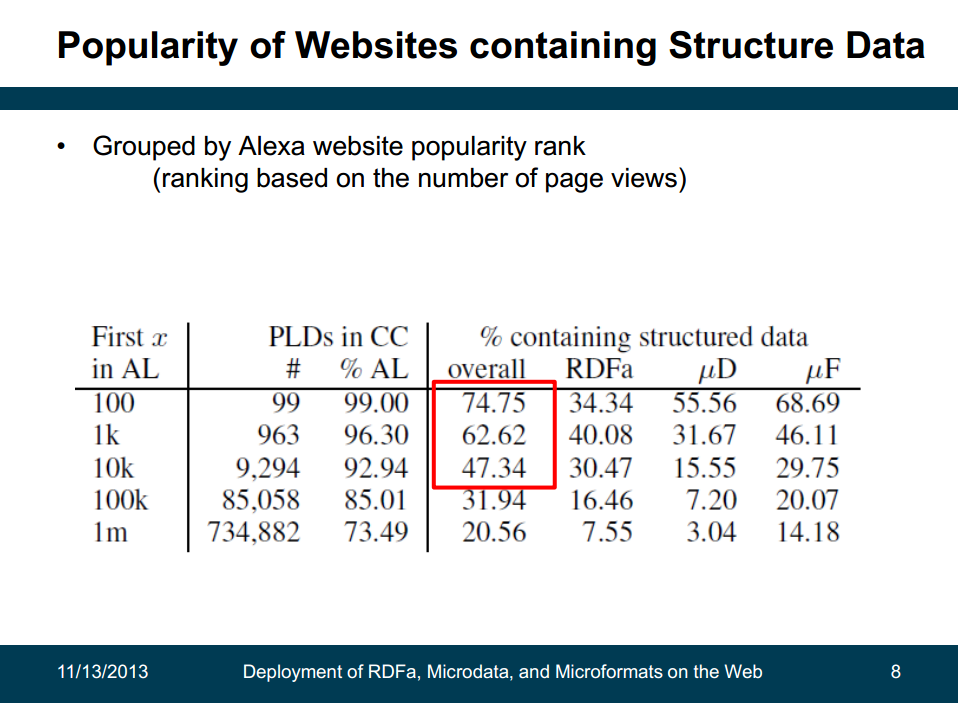 Popularity of Websites containing Structure Data
• Grouped by Alexa website popularity rank
(ranking based on the number of page views)
First x PLDs in CC % containing structured data
in AL # % AL overall RDFa μD μF
100 99 99.00 74.75 34.34 55.56 68.69
1k 963 96.30 62.62 40.08 31.67 46.11
10k 9,294 92.94 47.34 30.47 15.55 29.75
100k 85,058 85.01 31.94 16.46 7.20 20.07
1m 734,882 73.49 20.56 7.55 3.04 14.18
11/13/2013 Deployment of RDFa, Microdata, and Microformats on the Web 8